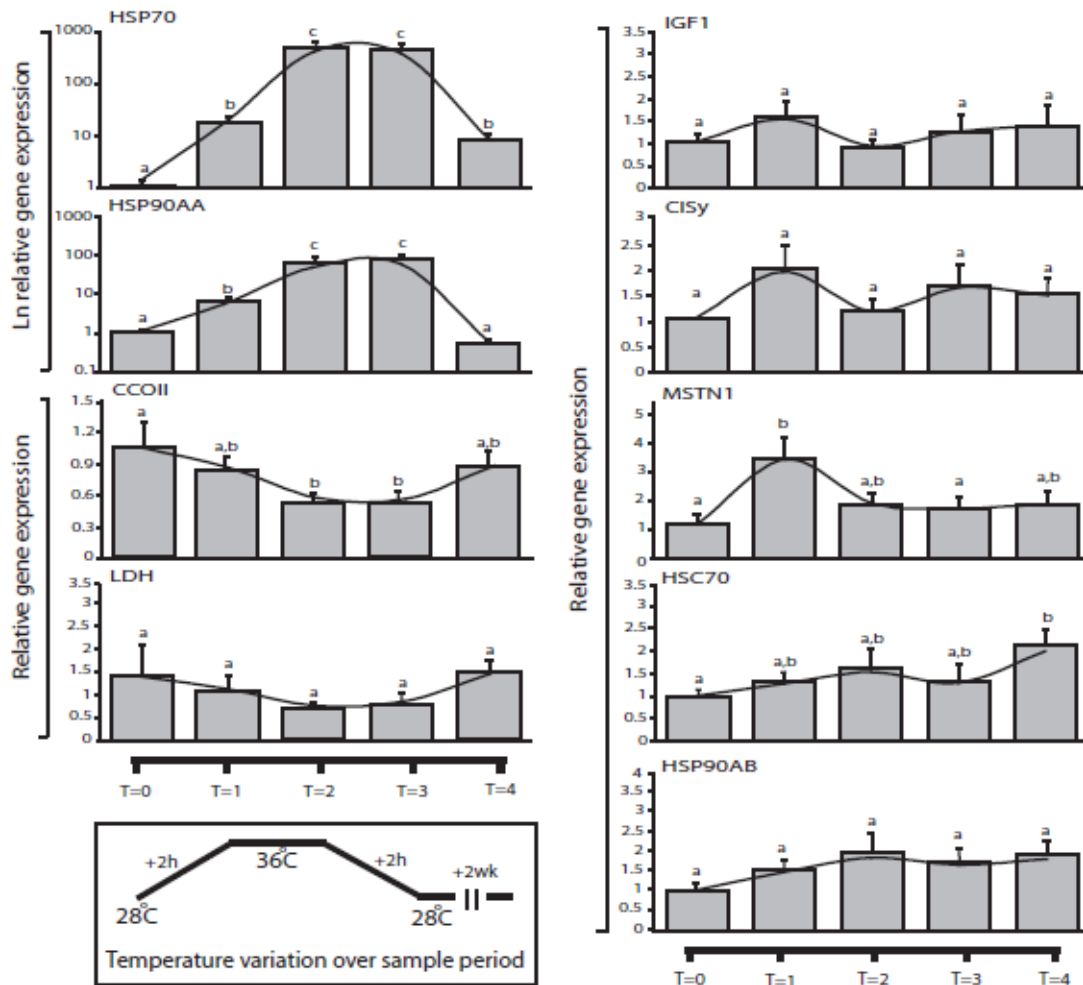 HSP70
Ln relative gene expression
1000
100
10
1
a
b
c
c
b
HSP90AA
1000
100
10
1
0.1
a
b
c
c
a
CCOII
Relative gene expression
1.5
1.2
0.9
0.6
0.3
0
a
a,b
b
b
a,b
LDH
3.5
3
2
1.5
1
0.5
0
a
a
a
a
a
T=0
T=1
T=2
T=3
T=4
+2h
36°C
+2h
+2wk
28°C
28°C
Temperature variation over sample period
IGF1
Relative gene expression
3.5
3
2.5
2
1.5
1
0.5
0
a
a
a
a
a
CISy
3
2.5
2
1.5
1
0.5
0
a
a
a
a
a
MSTN1
5
4
3
2
1
0
a
b
a,b
a
a,b
HSC70
3.5
3
2.5
2
1.5
1
0.5
0
a
a,b
a,b
a,b
b
HSP90AB
4
3.5
3
2.5
2
1.5
1
0.5
0
a
a
a
a
a
T=0
T=1
T=2
T=3
T=4